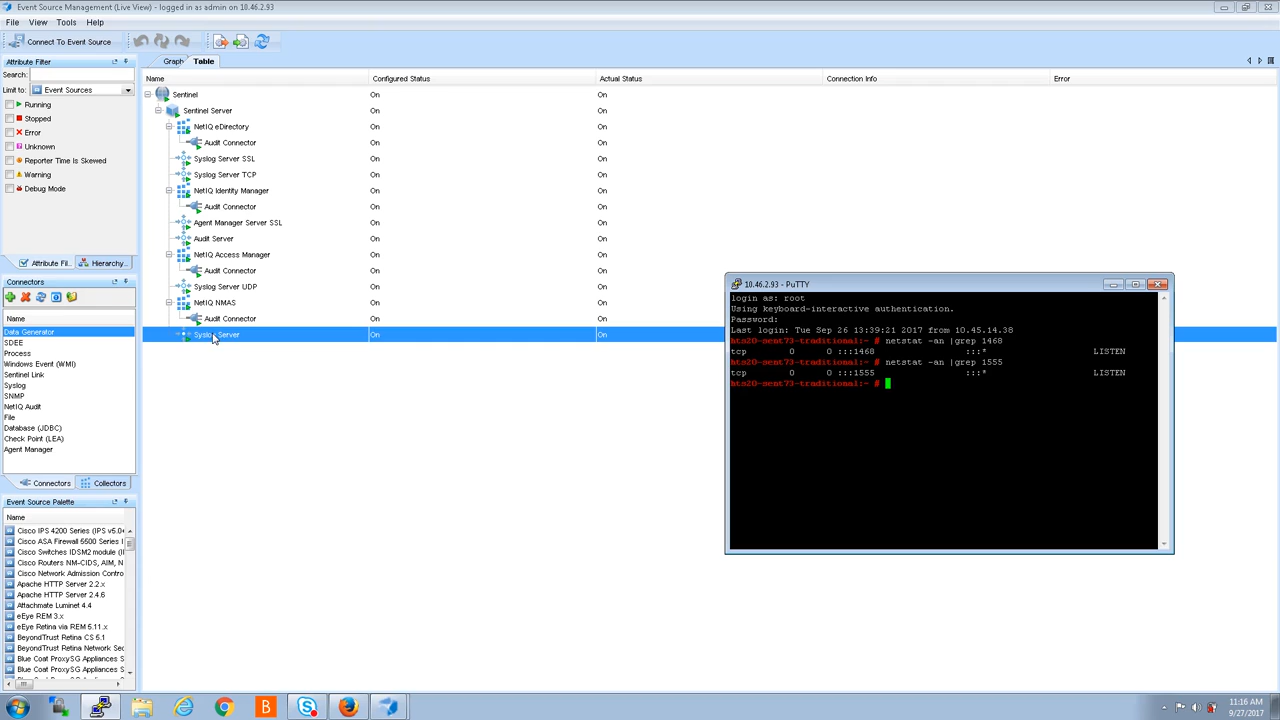 Event Source Management (Live View) - logged in as admin on 10.46.2.93
File View Tools Help
Connect To Event Source
Attribute Filter
Search:
Limit to: Event Sources
Running
Stopped
Error
Unknown
Reporter Time Is Skewed
Warning
Debug Mode
Attribute Fil...
Hierarchy...
Connectors
Name
Data Generator
SDEE
Process
Windows Event (WMI)
Sentinel Link
Syslog
SNMP
NetIQ Audit
File
Database (JDBC)
Check Point (LEA)
Agent Manager
Connectors
Collectors
Event Source Palette
Name
Cisco IPS 4200 Series (IPS v5.0
Cisco ASA Firewall 5500 Series
Cisco Switches IDSM2 module (
Cisco Routers NM-CIDS, AIM, N
Cisco Network Admission Contro
Apache HTTP Server 2.2.x
Apache HTTP Server 2.4.6
Attachmate Luminet 4.4
eEye REM 3.x
eEye Retina via REM 5.11.x
BeyondTrust Retina CS 5.1
BeyondTrust Retina Network Sec
Blue Coat ProxySG Appliances S
Blue Coat ProxySG Appliances S
Graph
Table
Name Configured Status Actual Status Connection Info Error
Sentinel On On
Sentinel Server On On
NetIQ eDirectory On On
Audit Connector On On
Syslog Server SSL On On
Syslog Server TCP On On
NetIQ Identity Manager On On
Audit Connector On On
Agent Manager Server SSL On On
Audit Server On On
NetIQ Access Manager On On
Audit Connector On On
Syslog Server UDP On On
NetIQ NMAS On On
Audit Connector On On
Syslog Server On On
10.46.2.93 - PuTTY
login as: root
Using keyboard-interactive authentication.
Password:
Last login: Tue Sep 26 13:39:21 2017 from 10.45.14.38
hts20-sent73-traditional:~ # netstat -an |grep 1468
tcp 0 0 :::1468 :::* LISTEN
hts20-sent73-traditional:~ # netstat -an |grep 1555
tcp 0 0 :::1555 :::* LISTEN
hts20-sent73-traditional:~ #
11:16 AM
9/27/2017